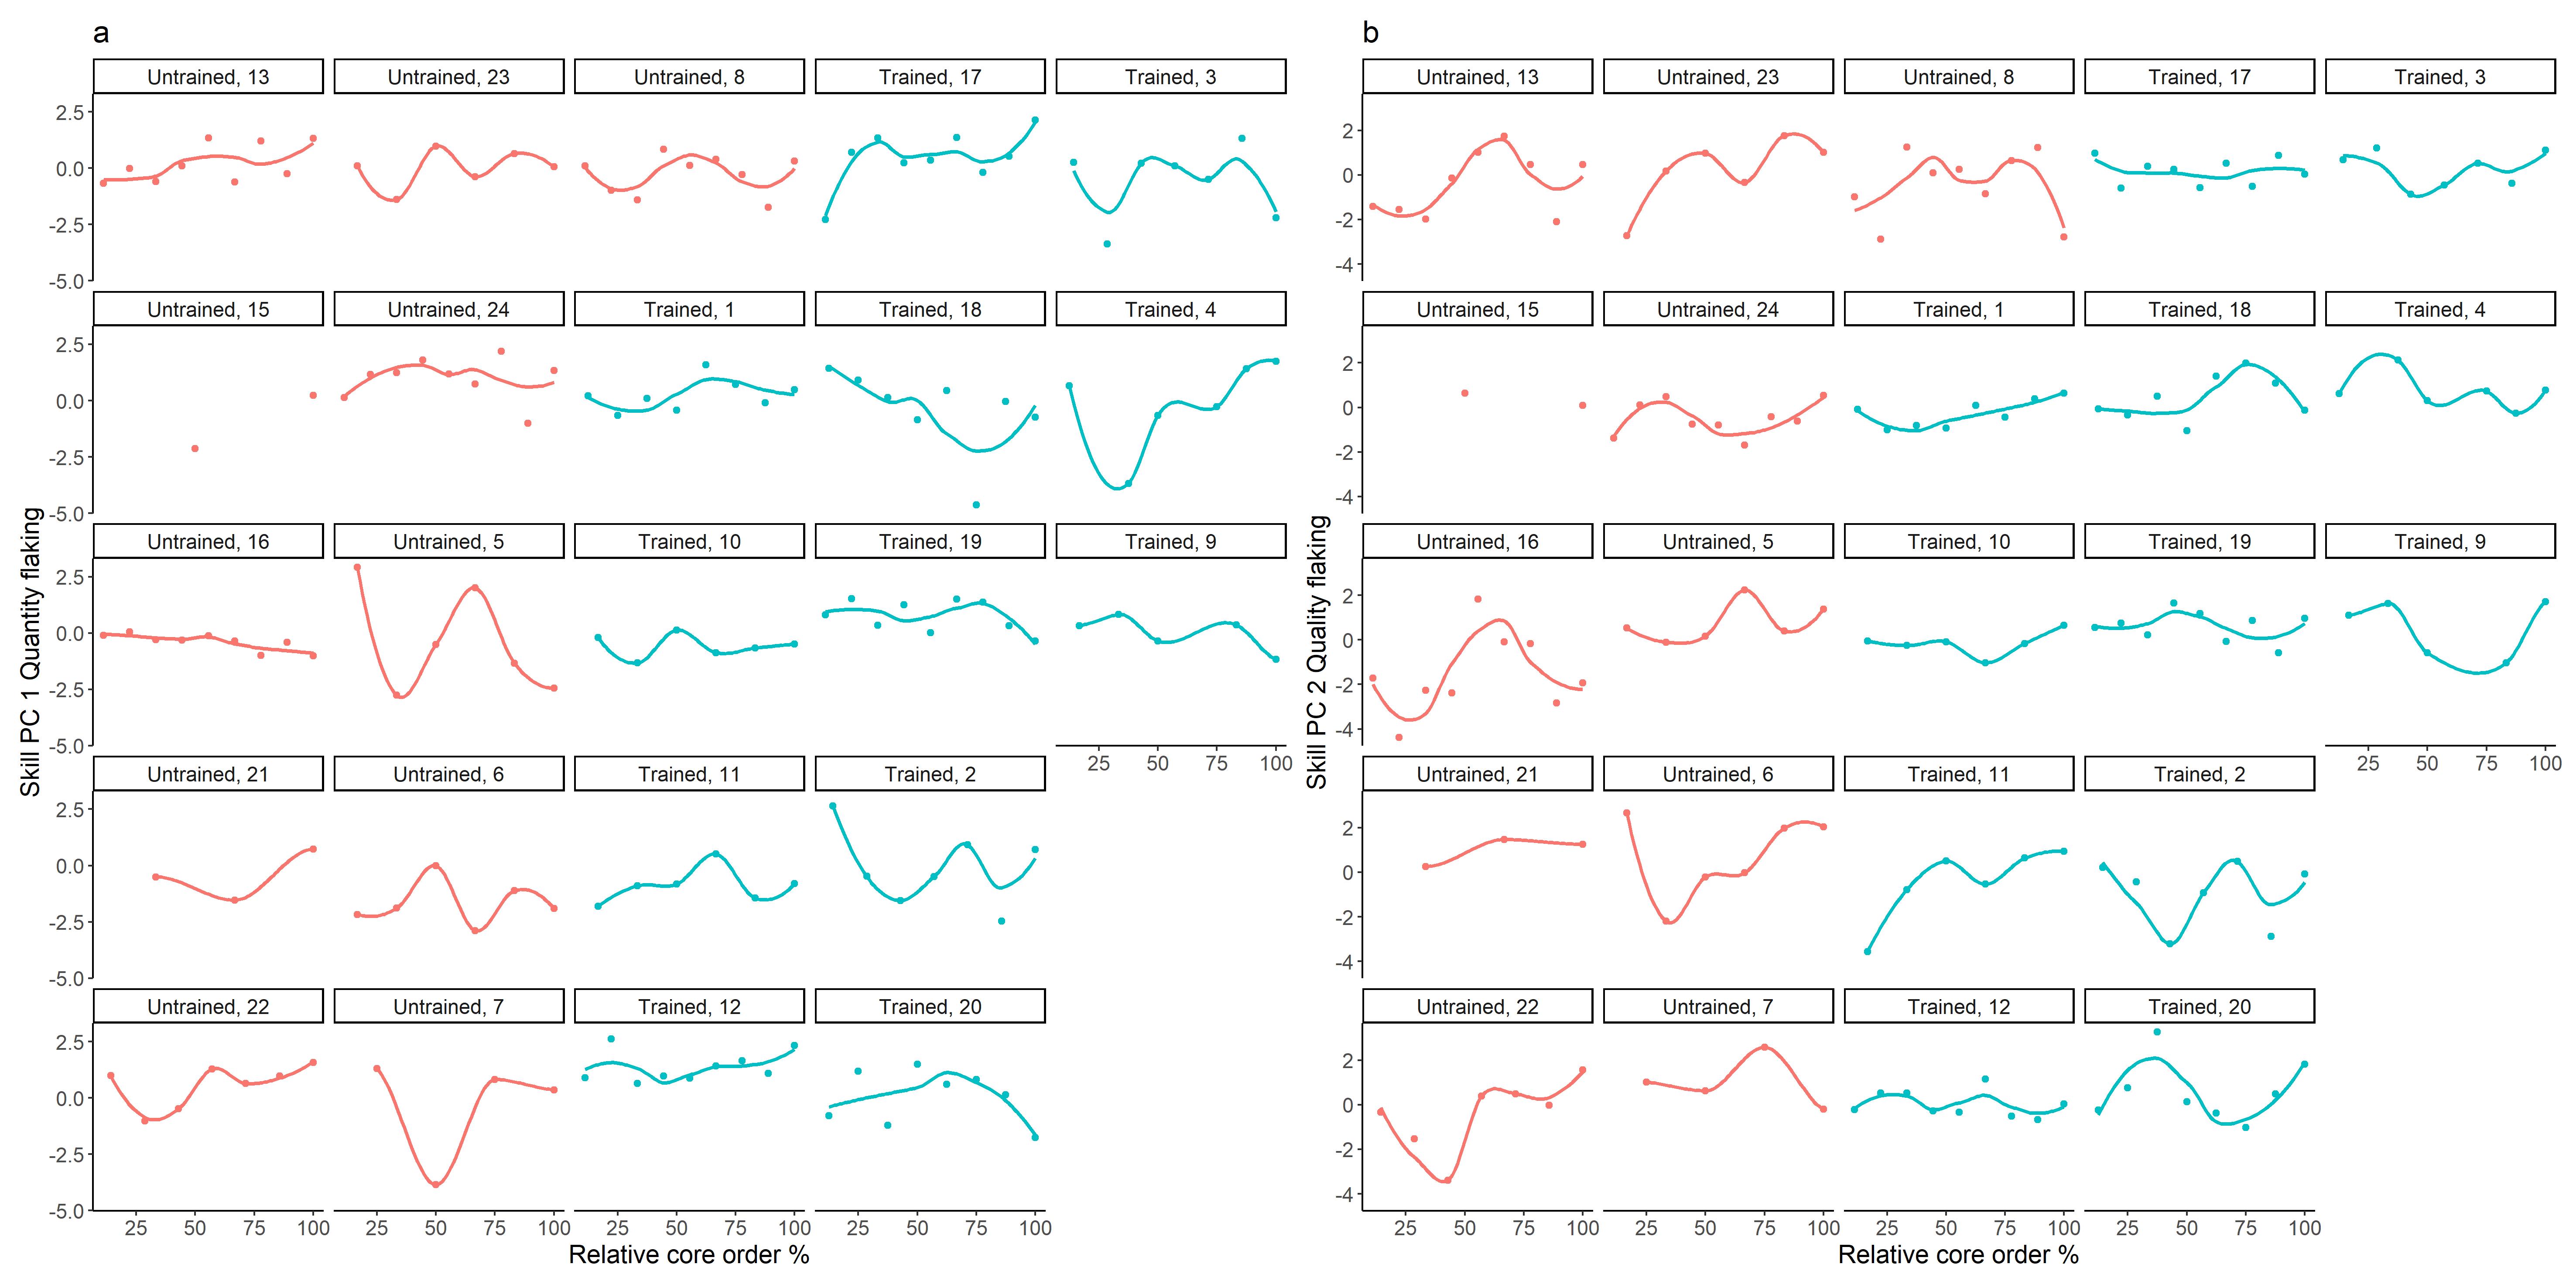 a
Untrained, 13 Untrained, 23 Untrained, 8 Trained, 17 Trained, 3
2.5
0.0
-2.5
-5.0
Untrained, 15 Untrained, 24 Trained, 1 Trained, 18 Trained, 4
2.5
0.0
-2.5
-5.0
Untrained, 16 Untrained, 5 Trained, 10 Trained, 19 Trained, 9
2.5
0.0
-2.5
-5.0
25 50 75 100
Untrained, 21 Untrained, 6 Trained, 11 Trained, 2
2.5
0.0
-2.5
-5.0
Untrained, 22 Untrained, 7 Trained, 12 Trained, 20
2.5
0.0
-2.5
-5.0
25 50 75 100 25 50 75 100 25 50 75 100 25 50 75 100
Relative core order %
Skill PC 1 Quantity flaking
b
Untrained, 13 Untrained, 23 Untrained, 8 Trained, 17 Trained, 3
2
0
-2
-4
Untrained, 15 Untrained, 24 Trained, 1 Trained, 18 Trained, 4
2
0
-2
-4
Untrained, 16 Untrained, 5 Trained, 10 Trained, 19 Trained, 9
2
0
-2
-4
25 50 75 100
Untrained, 21 Untrained, 6 Trained, 11 Trained, 2
2
0
-2
-4
Untrained, 22 Untrained, 7 Trained, 12 Trained, 20
2
0
-2
-4
25 50 75 100 25 50 75 100 25 50 75 100 25 50 75 100
Relative core order %
Skill PC 2 Quality flaking